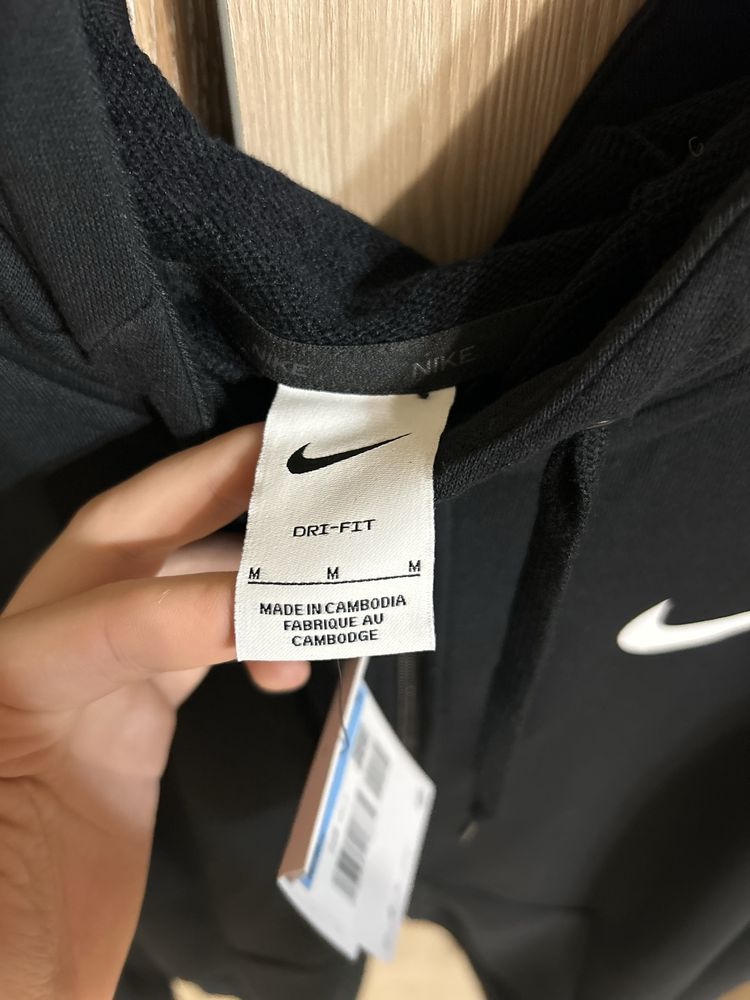 NIKE NIKE
DRI-FIT
M M M
MADE IN CAMBODIA
FABRIQUE AU
CAMBODGE